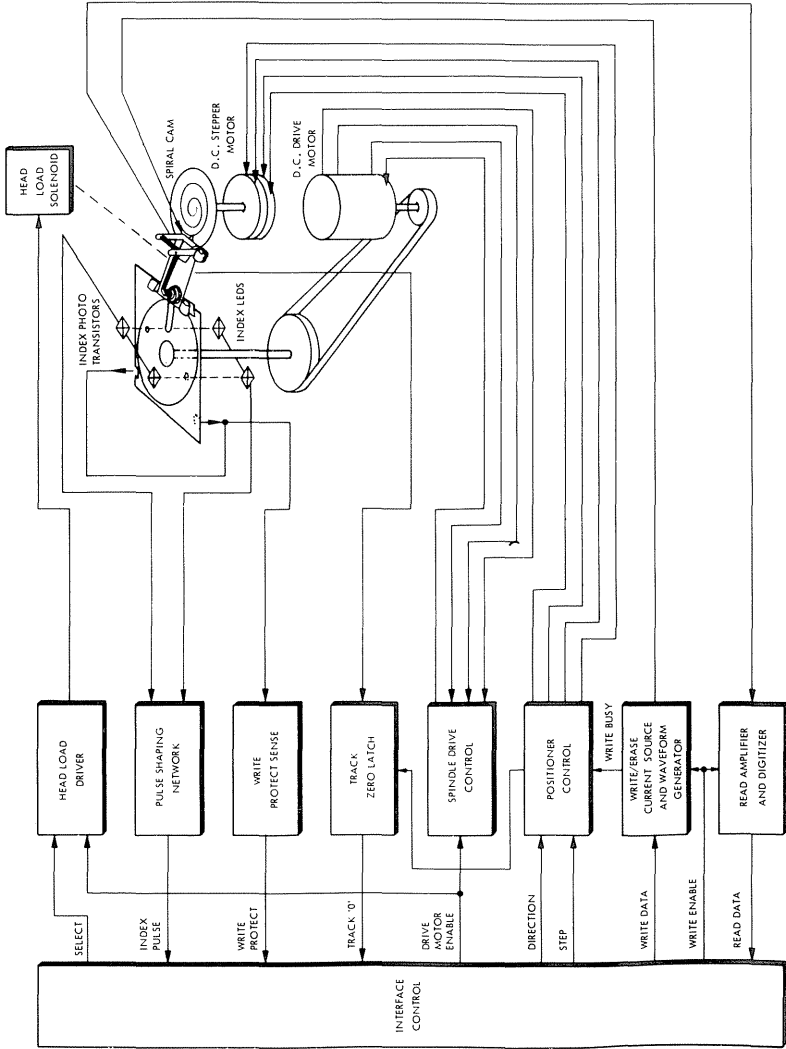 HEAD
LOAD
SOLENOID
SPIRAL CAM
D.C. STEPPER
MOTOR
D.C. DRIVE
MOTOR
INDEX PHOTO
TRANSISTORS
INDEX LEDS
HEAD LOAD
DRIVER
PULSE SHAPING
NETWORK
WRITE
PROTECT SENSE
TRACK
ZERO LATCH
SPINDLE DRIVE
CONTROL
POSITIONER
CONTROL
WRITE BUSY
WRITE/ERASE
CURRENT SOURCE
AND WAVEFORM
GENERATOR
READ AMPLIFIER
AND DIGITIZER
SELECT
INDEX
PULSE
WRITE
PROTECT
TRACK '0'
DRIVE
MOTOR
ENABLE
DIRECTION
STEP
WRITE DATA
WRITE ENABLE
READ DATA
INTERFACE
CONTROL